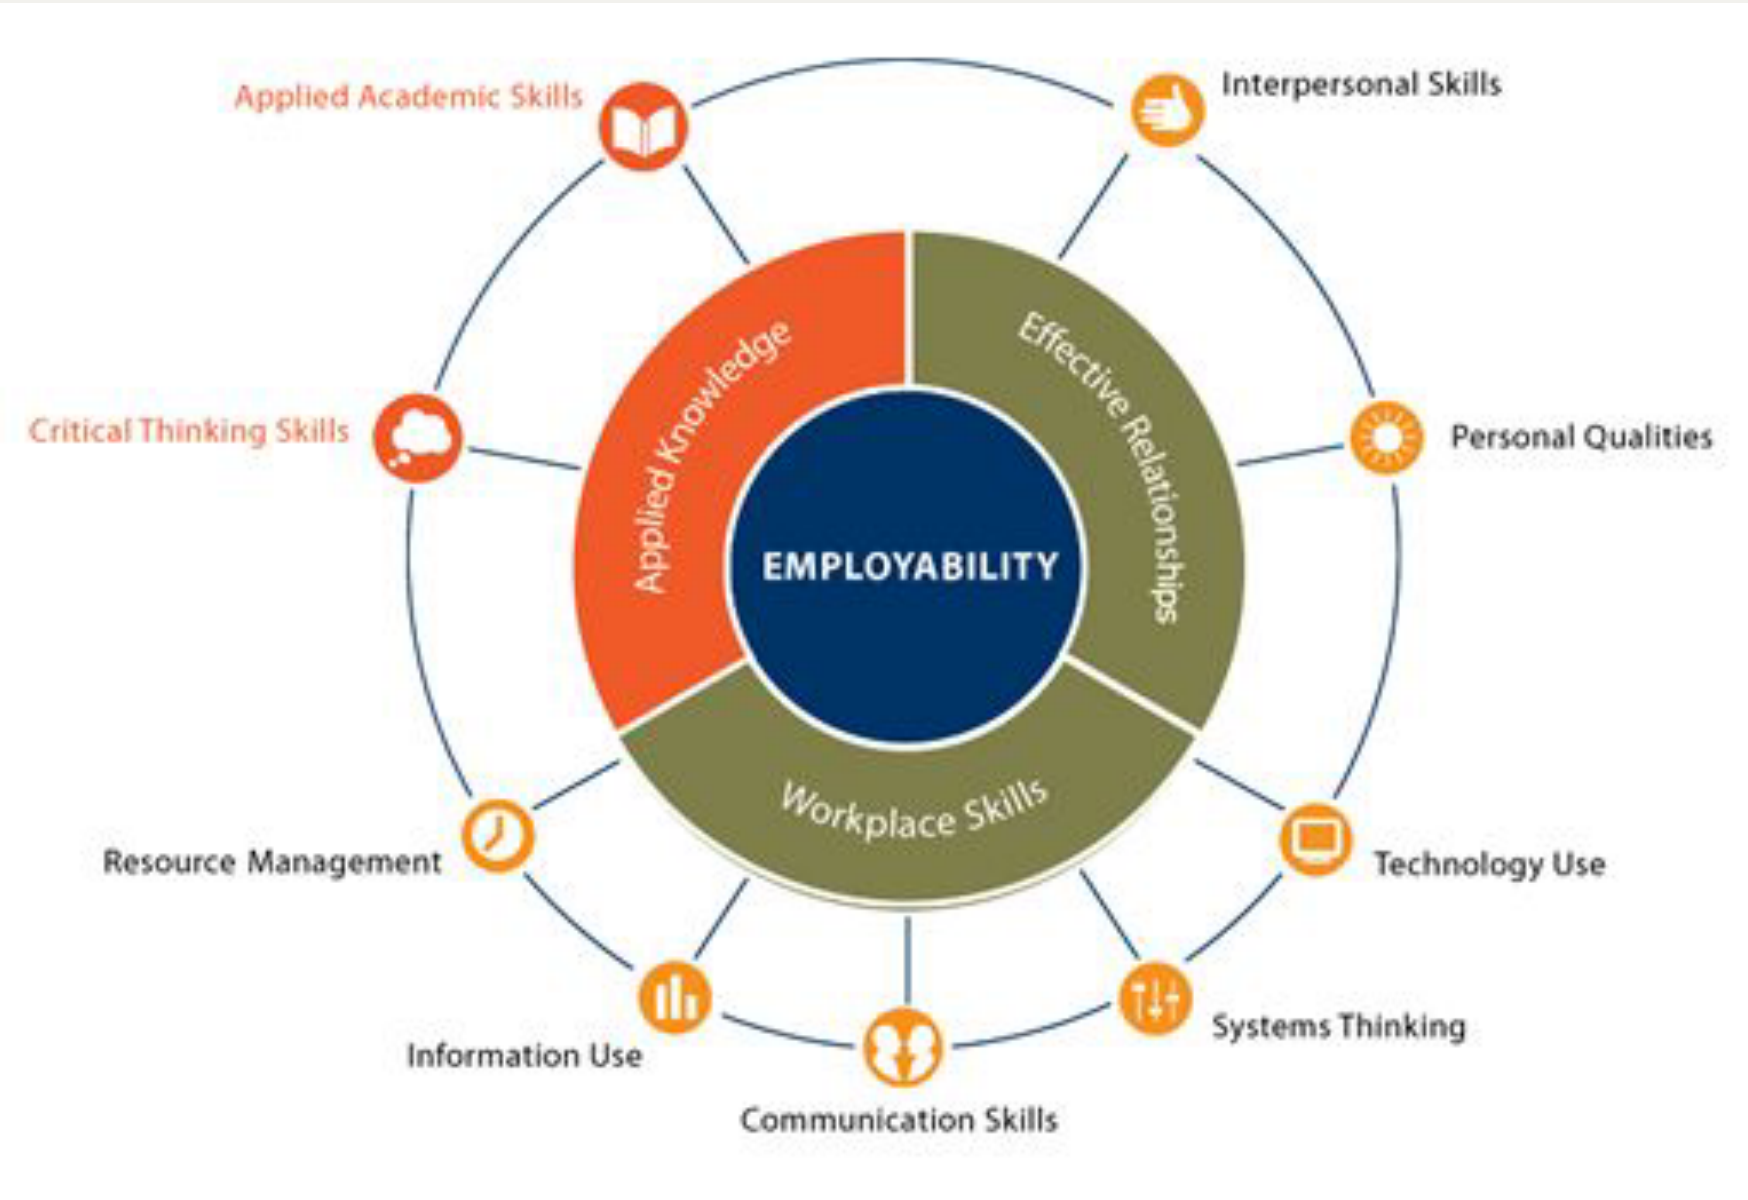 Applied Academic Skills
Interpersonal Skills
Applied Knowledge
Effective Relationships
Critical Thinking Skills
Personal Qualities
EMPLOYABILITY
Workplace Skills
Resource Management
Technology Use
Information Use
Systems Thinking
Communication Skills